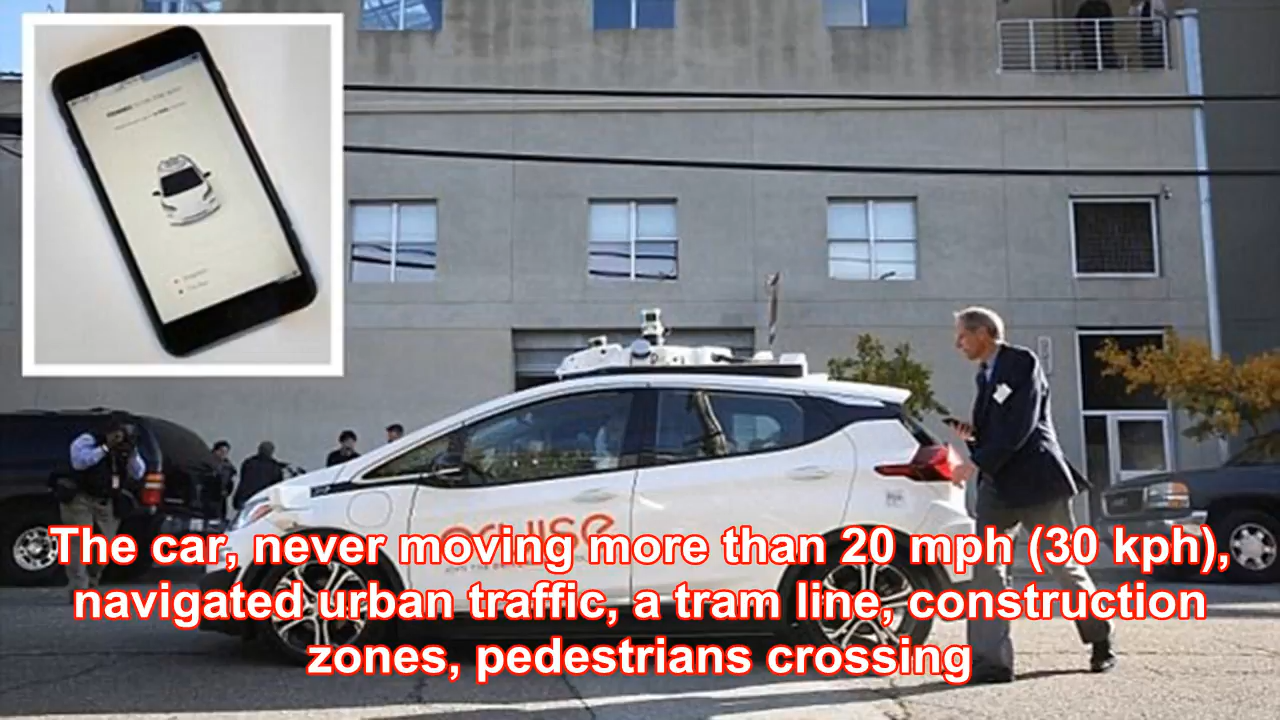 cruise
The car, never moving more than 20 mph (30 kph),
navigated urban traffic, a tram line, construction
zones, pedestrians crossing